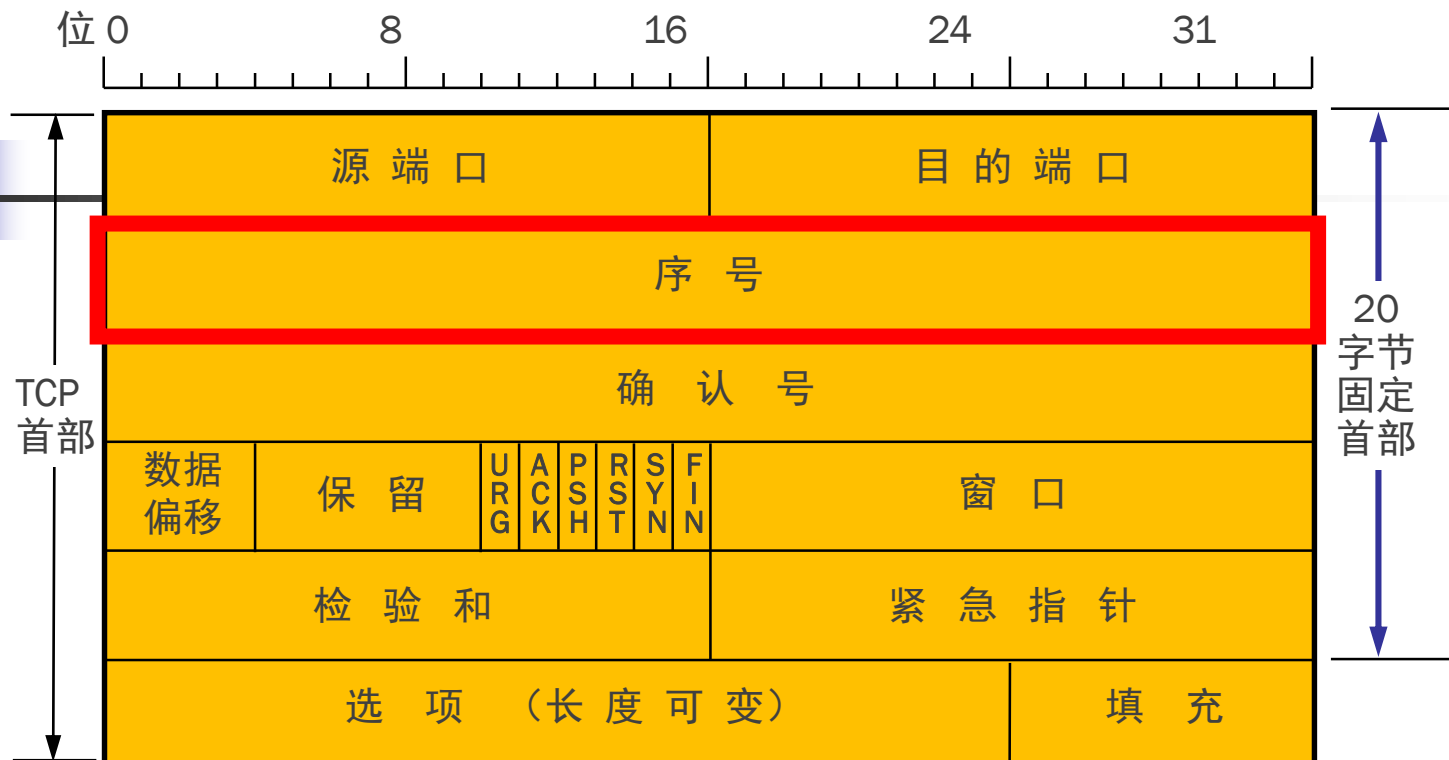 位 0 8 16 24 31
源 端 口 目 的 端 口
序 号
确 认 号
TCP
首部
20
字节
固定
首部
数据
偏移
保 留
URG
ACK
PSH
RST
SYN
FIN
窗 口
检 验 和 紧 急 指 针
选 项 （长 度 可 变） 填 充